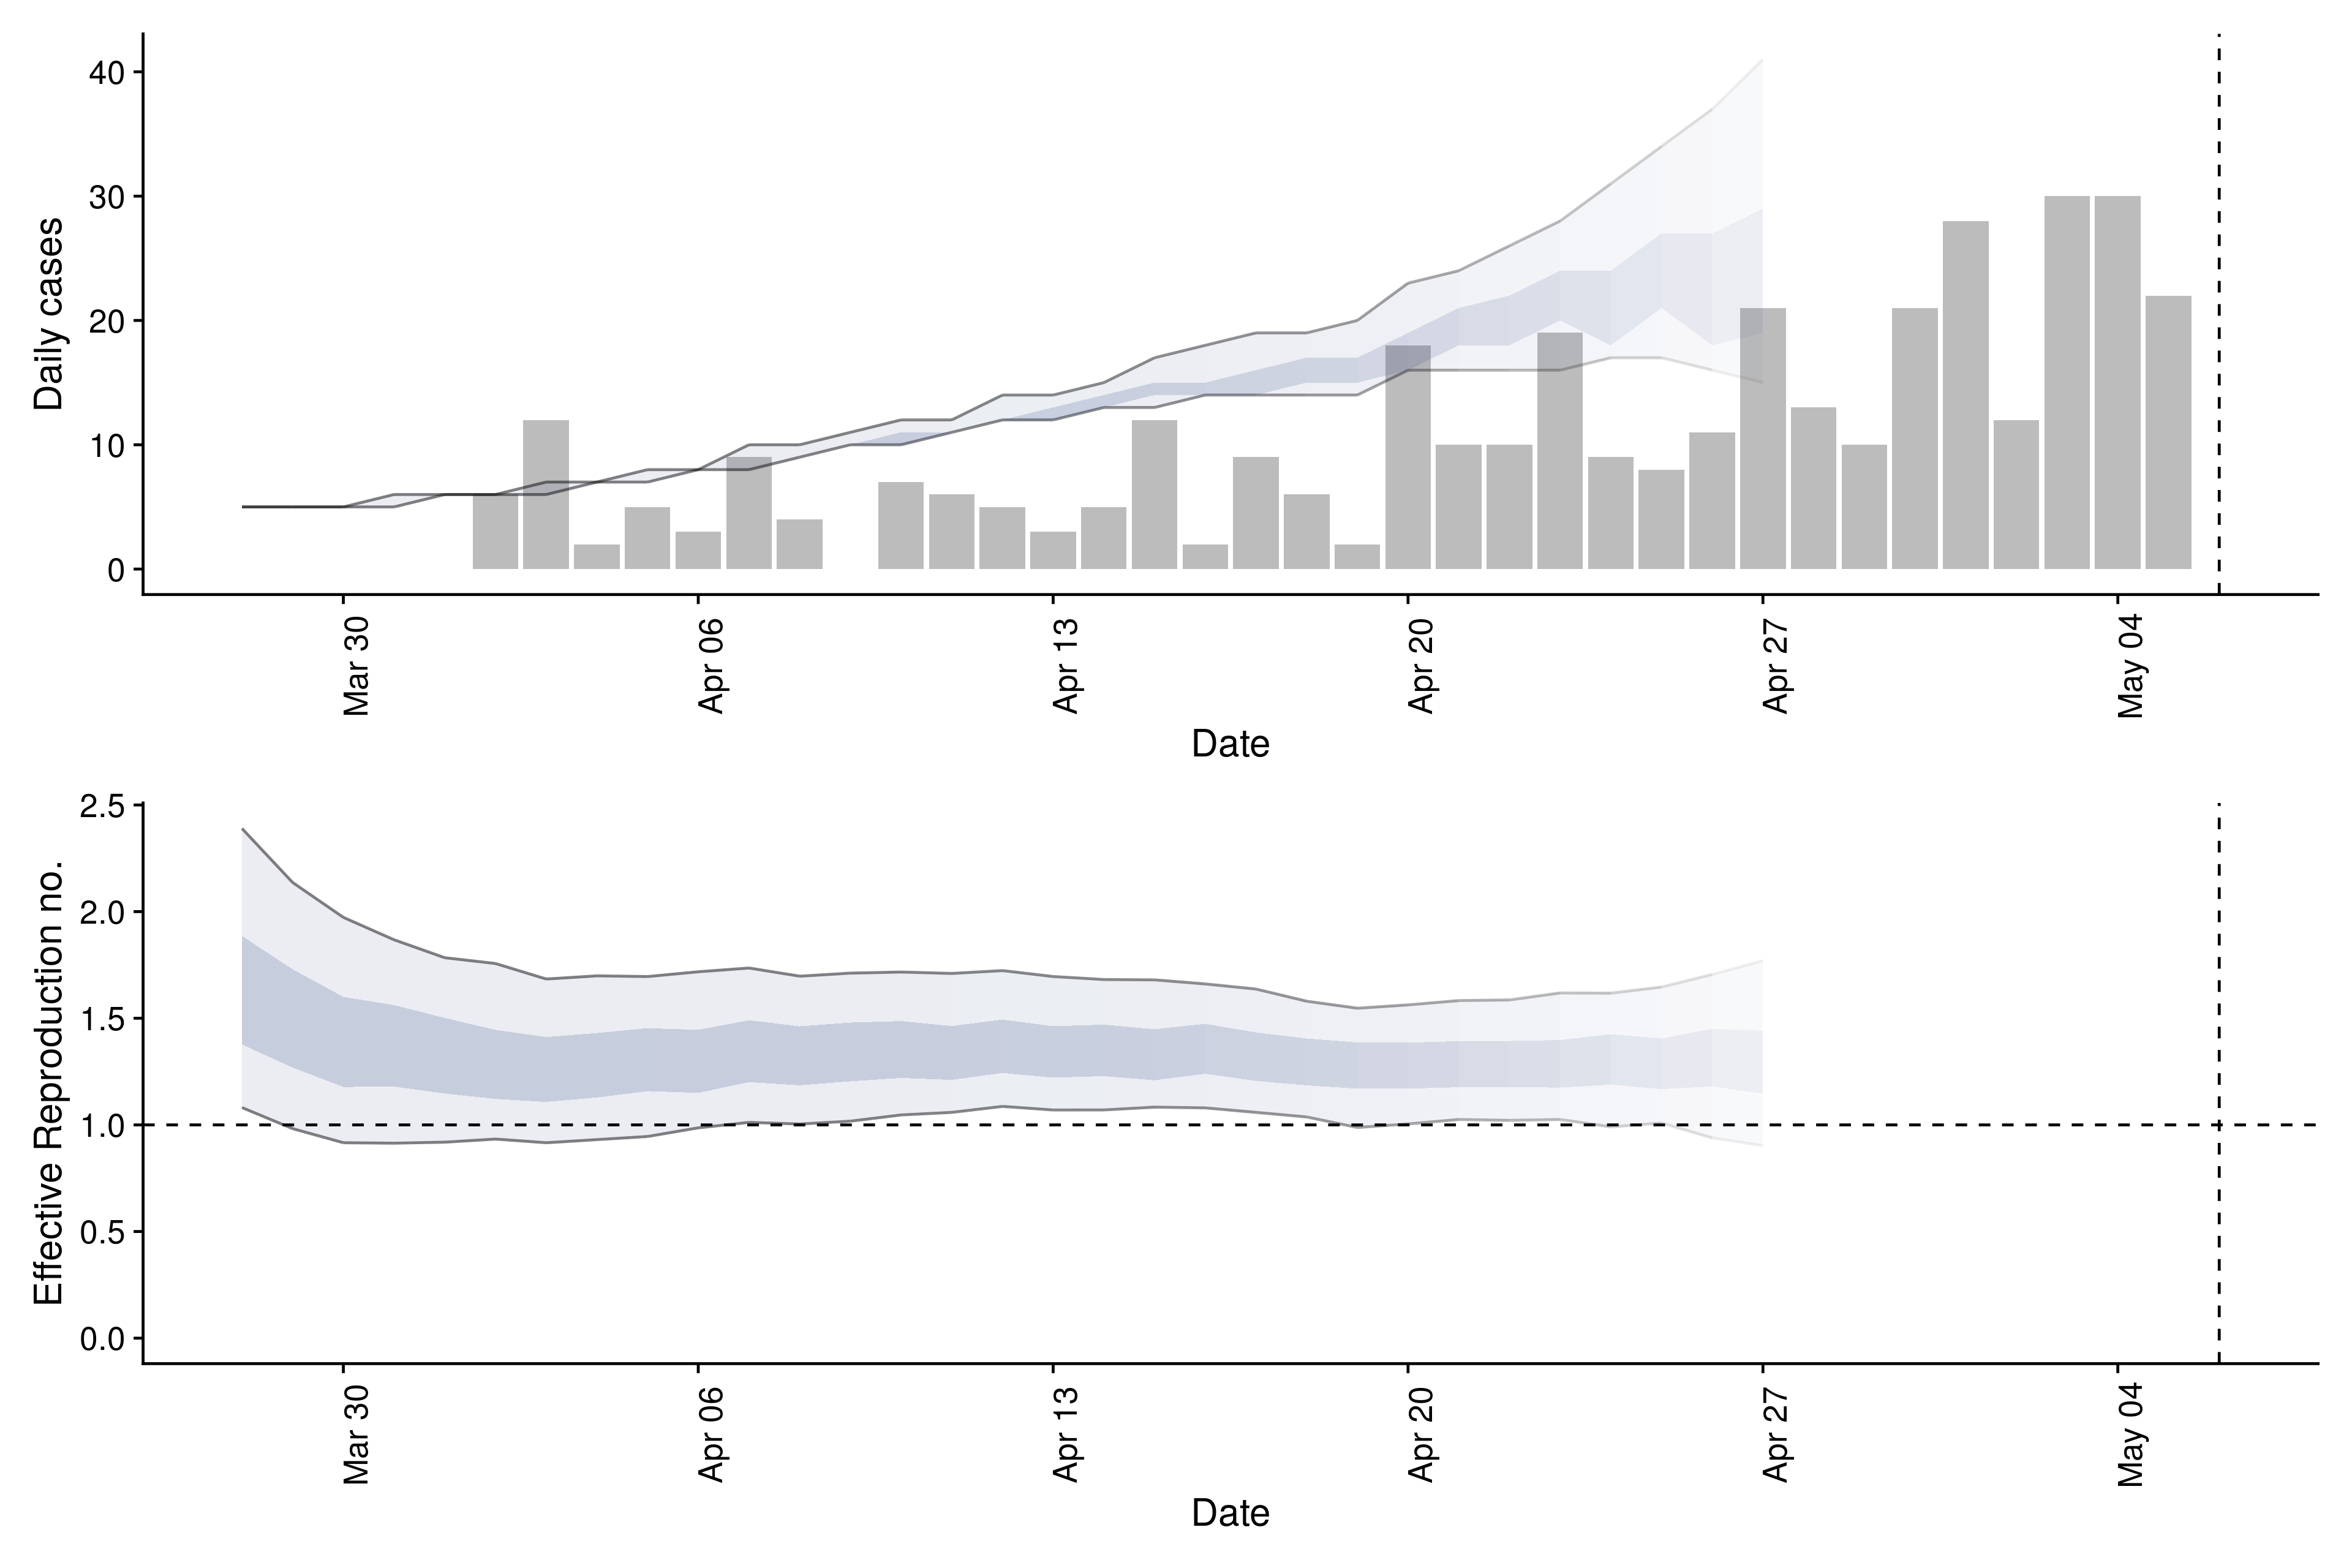 Daily cases
40
30
20
10
0
Mar 30
Apr 06
Apr 13
Apr 20
Apr 27
May 04
Date
Effective Reproduction no.
2.5
2.0
1.5
1.0
0.5
0.0
Mar 30
Apr 06
Apr 13
Apr 20
Apr 27
May 04
Date